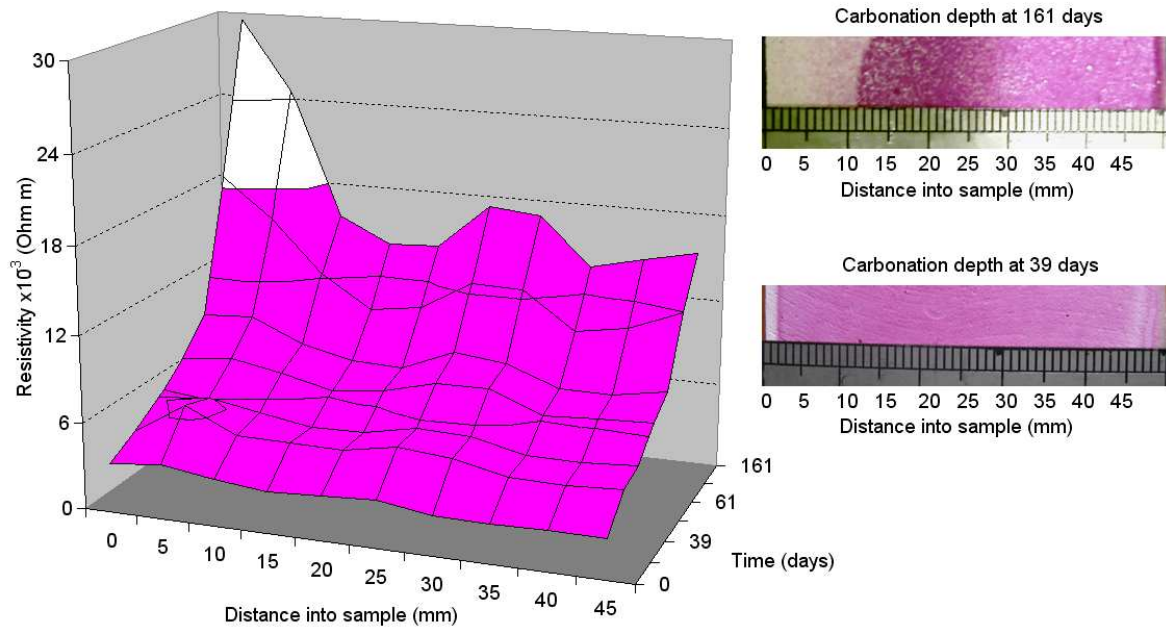 30
24
18
12
6
0
Resistivity x10³ (Ohm m)
0 5 10 15 20 25 30 35 40 45
Distance into sample (mm)
161
61
39
0
Time (days)
Carbonation depth at 161 days
0 5 10 15 20 25 30 35 40 45
Distance into sample (mm)
Carbonation depth at 39 days
0 5 10 15 20 25 30 35 40 45
Distance into sample (mm)